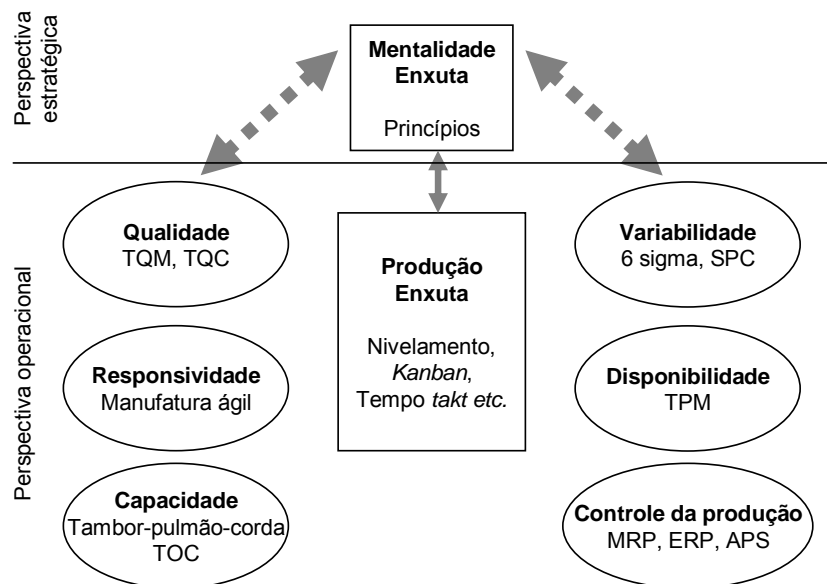 Perspectiva
estratégica
Mentalidade
Enxuta
Princípios
Perspectiva operacional
Qualidade
TQM, TQC
Responsividade
Manufatura ágil
Capacidade
Tambor-pulmão-corda
TOC
Produção
Enxuta
Nivelamento,
Kanban,
Tempo takt etc.
Variabilidade
6 sigma, SPC
Disponibilidade
TPM
Controle da produção
MRP, ERP, APS